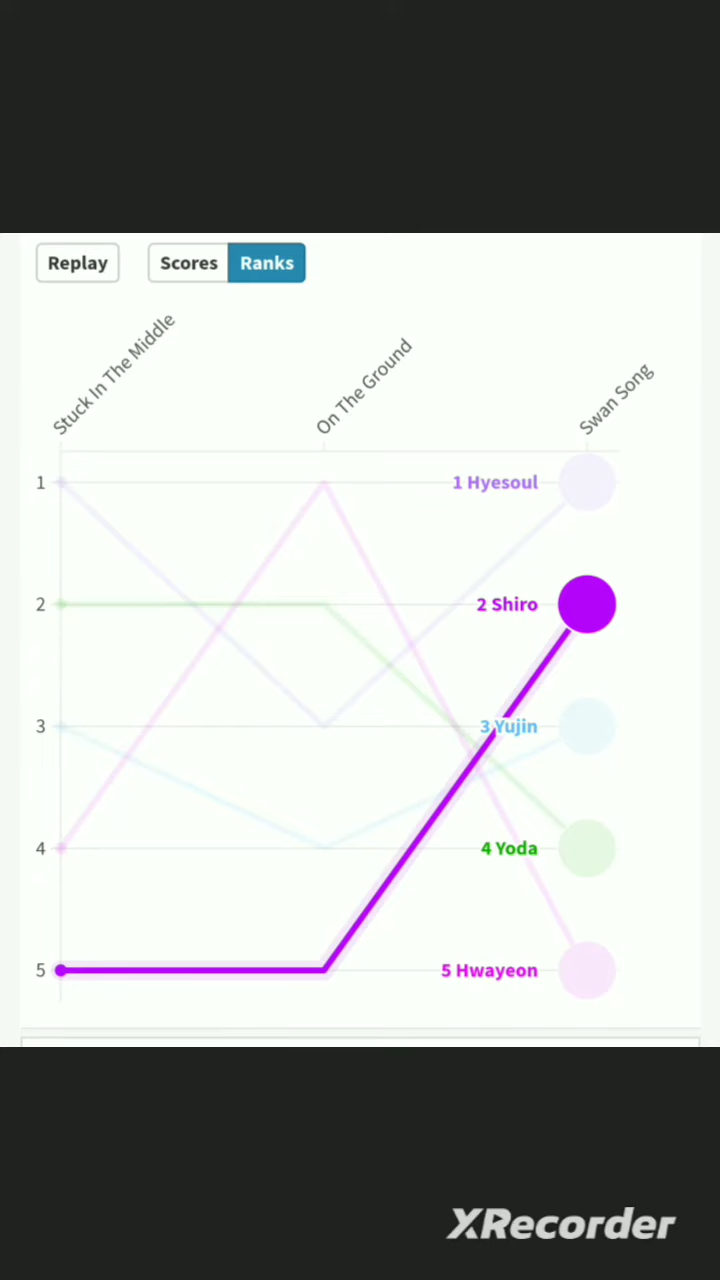 Replay
Scores
Ranks
Stuck In The Middle
On The Ground
Swan Song
1
1 Hyesoul
2
2 Shiro
3
3 Yujin
4
4 Yoda
5
5 Hwayeon
XRecorder